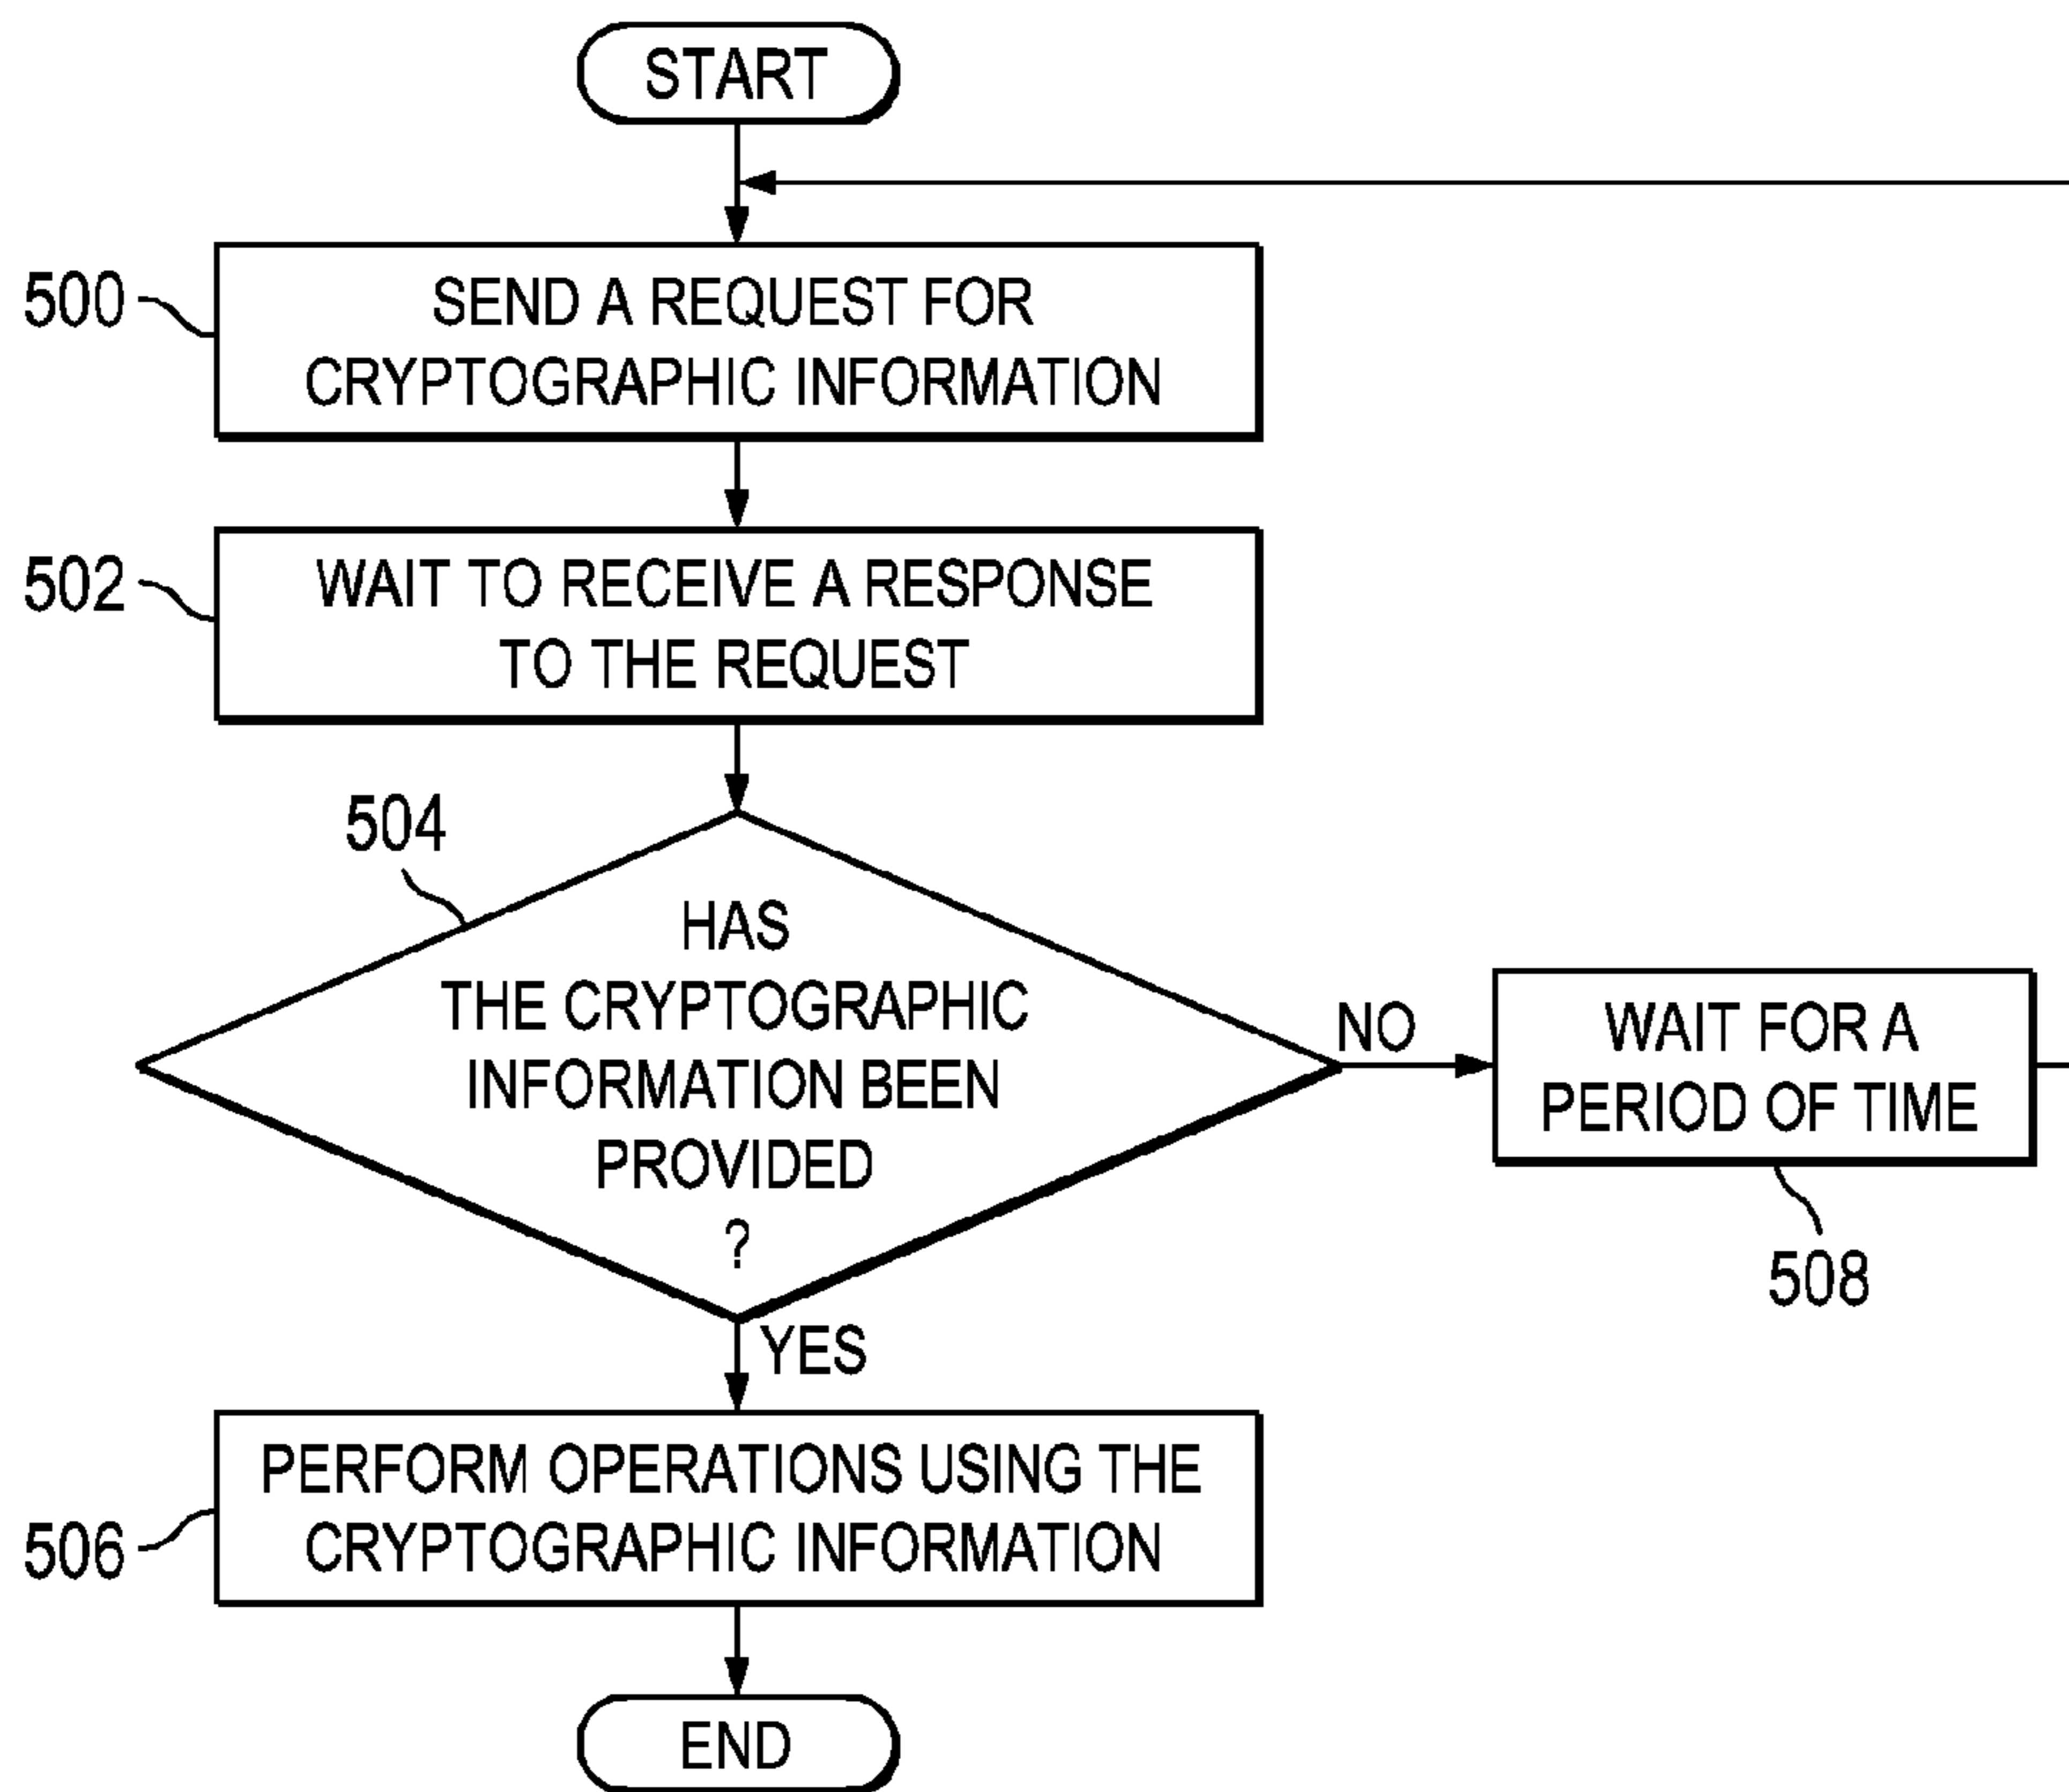 START
500
SEND A REQUEST FOR
CRYPTOGRAPHIC INFORMATION
502
WAIT TO RECEIVE A RESPONSE
TO THE REQUEST
504
HAS
THE CRYPTOGRAPHIC
INFORMATION BEEN
PROVIDED
?
NO
WAIT FOR A
PERIOD OF TIME
508
YES
506
PERFORM OPERATIONS USING THE
CRYPTOGRAPHIC INFORMATION
END